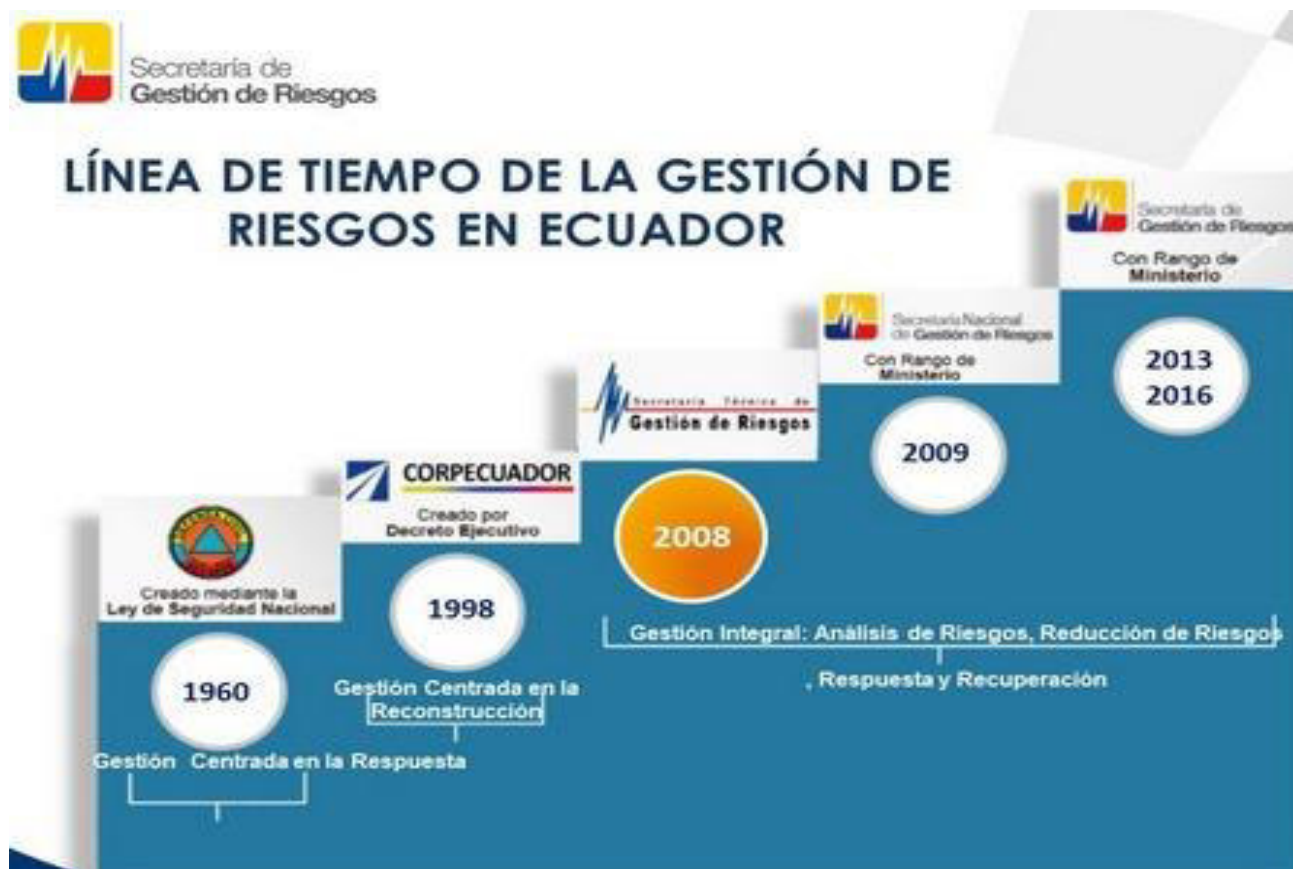 Secretaría de
Gestión de Riesgos
LÍNEA DE TIEMPO DE LA GESTIÓN DE
RIESGOS EN ECUADOR
Creado mediante la
Ley de Seguridad Nacional
1960
Gestión Centrada en la Respuesta
CORPECUADOR
Creado por
Decreto Ejecutivo
1998
Gestión Centrada en la
Reconstrucción
Secretaría Técnica de
Gestión de Riesgos
2008
Secretaría Nacional
de Gestión de Riesgos
Con Rango de
Ministerio
2009
Secretaría de
Gestión de Riesgos
Con Rango de
Ministerio
2013
2016
Gestión Integral: Análisis de Riesgos, Reducción de Riesgos
, Respuesta y Recuperación